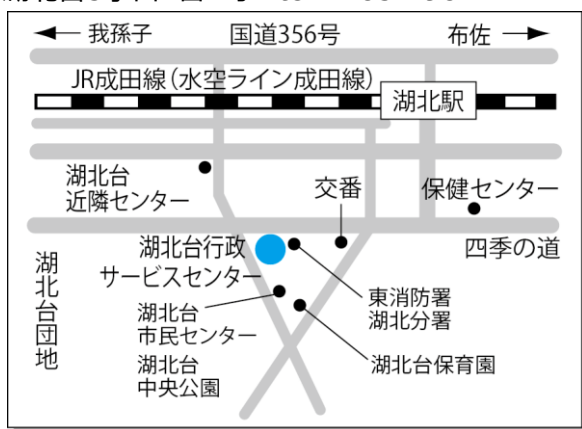 我孫子 国道356号 布佐
JR成田線(水空ライン成田線)
湖北駅
湖北台
近隣センター
交番
保健センター
湖北台行政
サービスセンター
四季の道
湖北台団地
東消防署
湖北分署
湖北台
市民センター
湖北台保育園
湖北台
中央公園